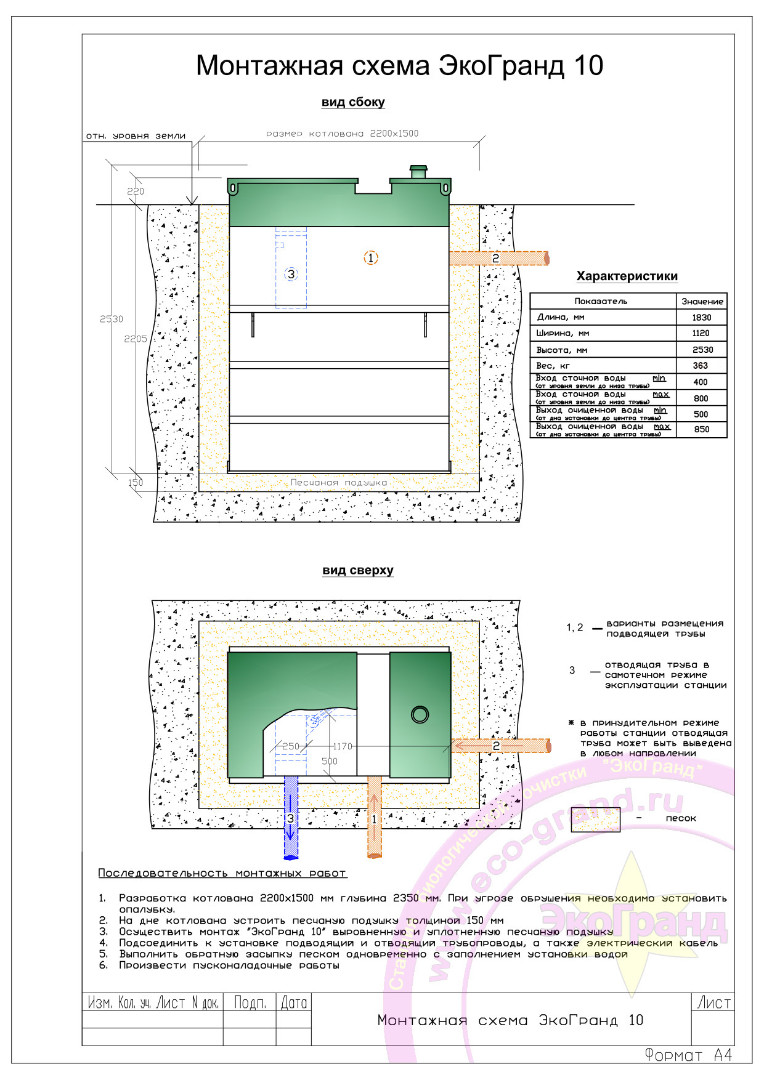 Монтажная схема ЭкоГранд 10
вид сбоку
отн. уровня земли
размер котлована 2200x1500
220
2530
2205
150
1
2
3
Песчаная подушка
Характеристики
Показатель Значение
Длина, мм 1830
Ширина, мм 1120
Высота, мм 2530
Вес, кг 363
Вход сточной воды min
(от уровня земли до низа трубы) 400
Вход сточной воды max
(от уровня земли до низа трубы) 800
Выход очищенной воды min
(от дна установки до центра трубы) 500
Выход очищенной воды max
(от дна установки до центра трубы) 850
вид сверху
250
1170
500
2
3
1
1, 2 — варианты размещения
подводящей трубы
3 — отводящая труба в
самотечном режиме
эксплуатации станции
* в принудительном режиме
работы станции отводящая
труба может быть выведена
в любом направлении
- песок
Последовательность монтажных работ
1. Разработка котлована 2200x1500 мм глубина 2350 мм. При угрозе обрушения необходимо установить
опалубку.
2. На дне котлована устроить песчаную подушку толщиной 150 мм
3. Осуществить монтаж "ЭкоГранд 10" выровненную и уплотненную песчаную подушку
4. Подсоединить к установке подводящий и отводящий трубопроводы, а также электрический кабель
5. Выполнить обратную засыпку песком одновременно с заполнением установки водой
6. Произвести пусконаладочные работы
"ЭкоГранд"
www.eco-grand.ru
ЭкоГранд
Изм. Кол. уч. Лист N док. Подп. Дата
Монтажная схема ЭкоГранд 10
Лист
Формат А4